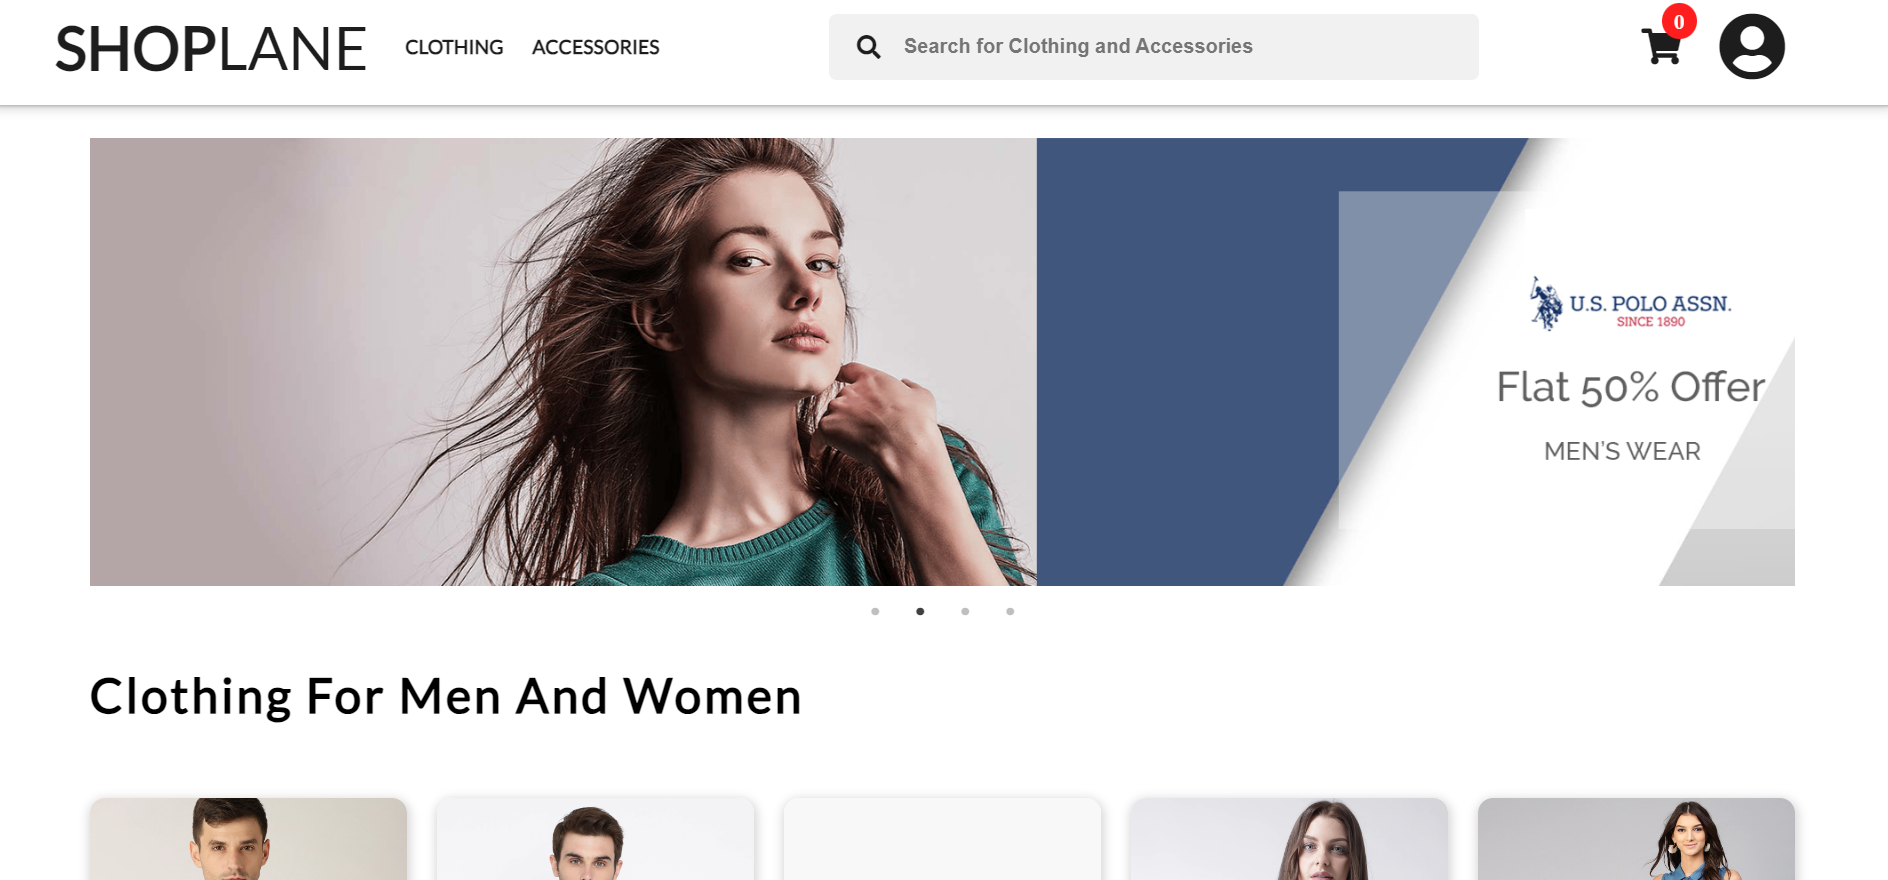 SHOPLANE
CLOTHING
ACCESSORIES
Search for Clothing and Accessories
0
U.S. POLO ASSN.
SINCE 1890
Flat 50% Offer
MEN'S WEAR
Clothing For Men And Women